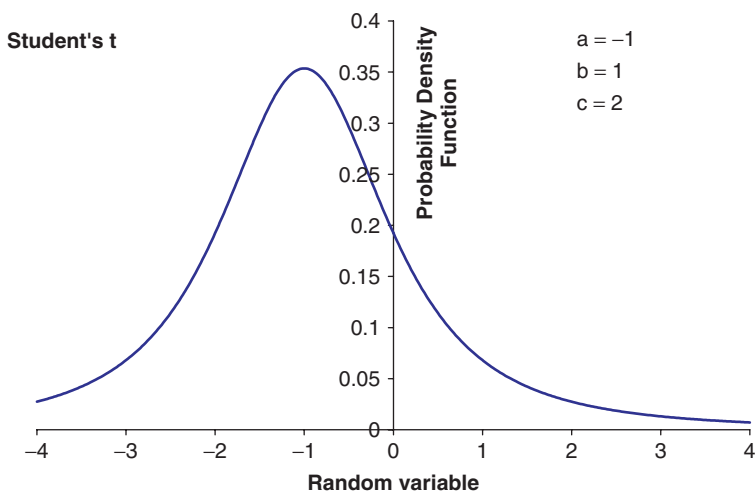 Student's t
a = −1
b = 1
c = 2
Probability Density
Function
0.4
0.35
0.3
0.25
0.2
0.15
0.1
0.05
0
−4
−3
−2
−1
0
1
2
3
4
Random variable